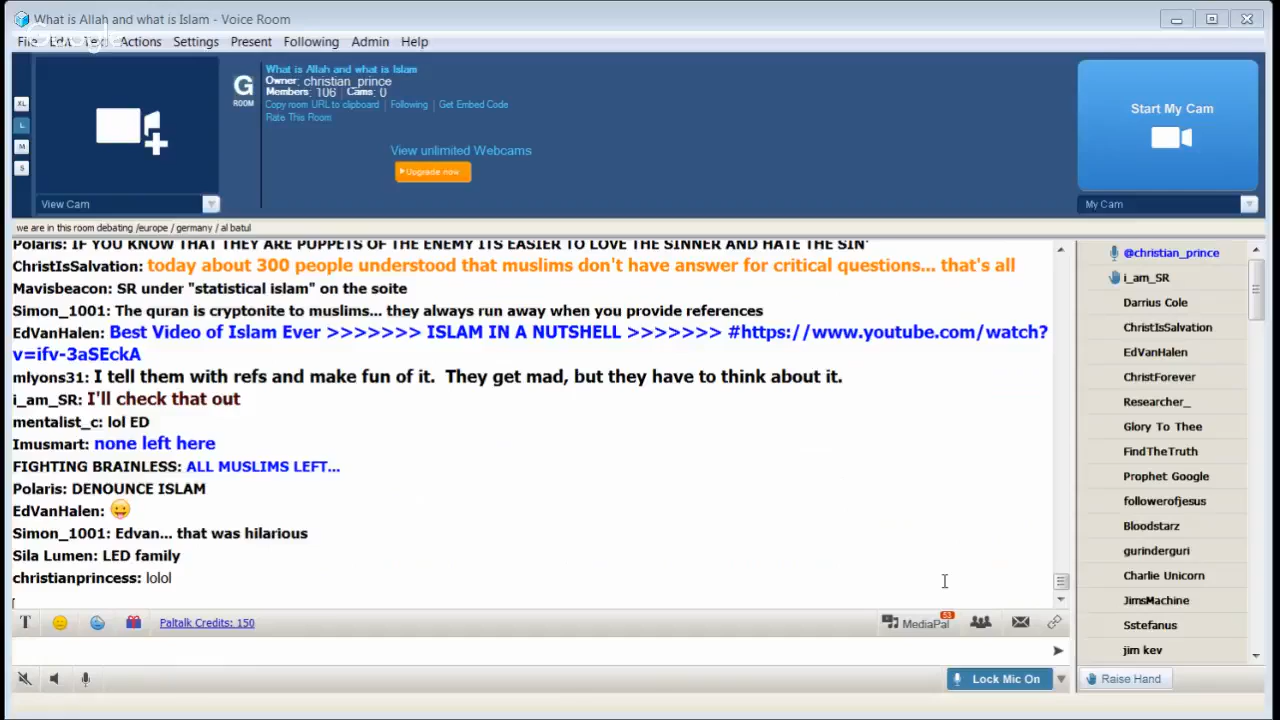 What is Allah and what is Islam - Voice Room
Google
File Edit Text Actions Settings Present Following Admin Help
XL
L
M
S
View Cam
G
ROOM
What is Allah and what is Islam
Owner: christian_prince
Members: 106 Cams: 0
Copy room URL to clipboard | Following | Get Embed Code
Rate This Room
View unlimited Webcams
Upgrade now
Start My Cam
My Cam
we are in this room debating /europe / germany / al batul
Polaris: IF YOU KNOW THAT THEY ARE PUPPETS OF THE ENEMY ITS EASIER TO LOVE THE SINNER AND HATE THE SIN'
ChristIsSalvation: today about 300 people understood that muslims don't have answer for critical questions... that's all
Mavisbeacon: SR under "statistical islam" on the soite
Simon_1001: The quran is cryptonite to muslims... they always run away when you provide references
EdVanHalen: Best Video of Islam Ever >>>>>>> ISLAM IN A NUTSHELL >>>>>>> #https://www.youtube.com/watch?
v=ifv-3aSEckA
mlyons31: I tell them with refs and make fun of it. They get mad, but they have to think about it.
i_am_SR: I'll check that out
mentalist_c: lol ED
Imusmart: none left here
FIGHTING BRAINLESS: ALL MUSLIMS LEFT...
Polaris: DENOUNCE ISLAM
EdVanHalen:
Simon_1001: Edvan... that was hilarious
Sila Lumen: LED family
christianprincess: lolol
T
Paltalk Credits: 150
MediaPal
53
Lock Mic On
@christian_prince
i_am_SR
Darrius Cole
ChristIsSalvation
EdVanHalen
ChristForever
Researcher_
Glory To Thee
FindTheTruth
Prophet Google
followerofjesus
Bloodstarz
gurinderguri
Charlie Unicorn
JimsMachine
Sstefanus
jim kev
Raise Hand